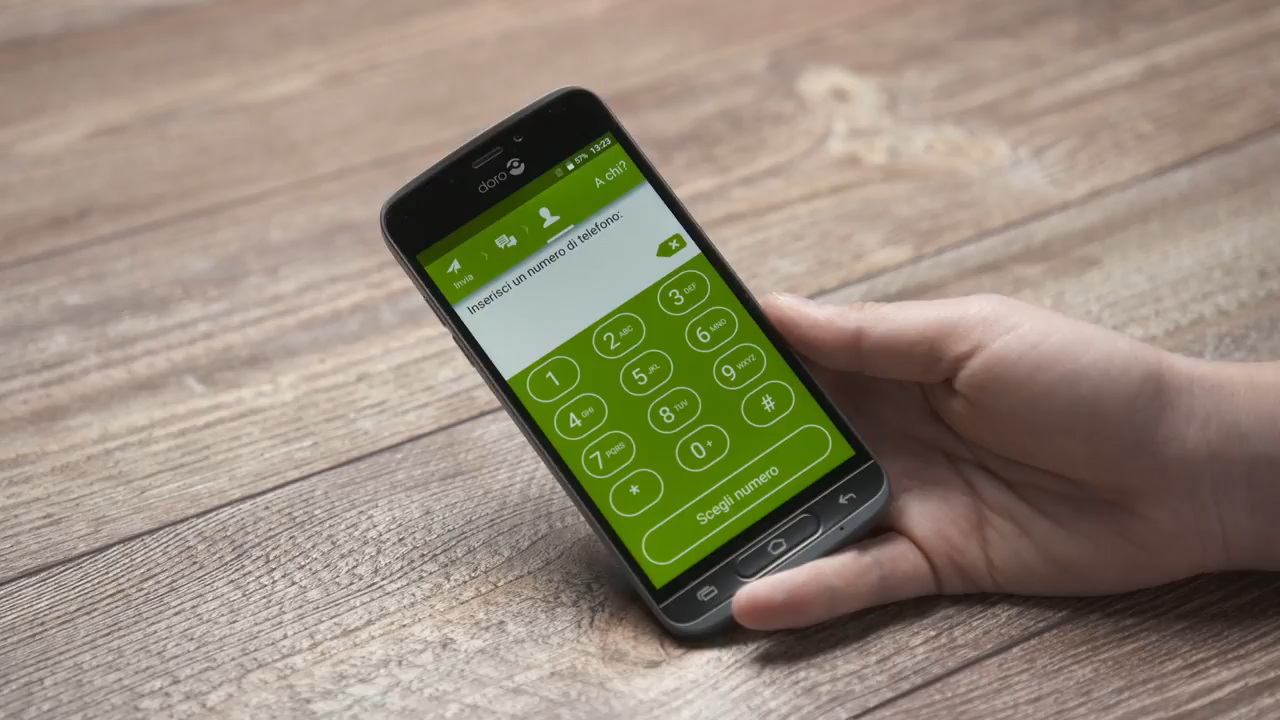 doro
57% 13:23
Invia
A chi?
Inserisci un numero di telefono:
1 2 ABC 3 DEF
4 GHI 5 JKL 6 MNO
7 PQRS 8 TUV 9 WXYZ
* 0 + #
Scegli numero